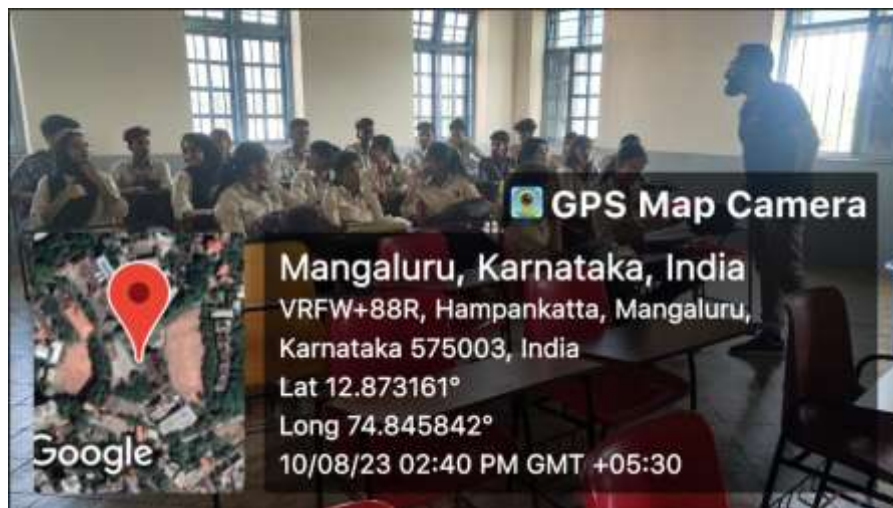 GPS Map Camera
Mangaluru, Karnataka, India
VRFW+88R, Hampankatta, Mangaluru,
Karnataka 575003, India
Lat 12.873161°
Long 74.845842°
10/08/23 02:40 PM GMT +05:30
Google